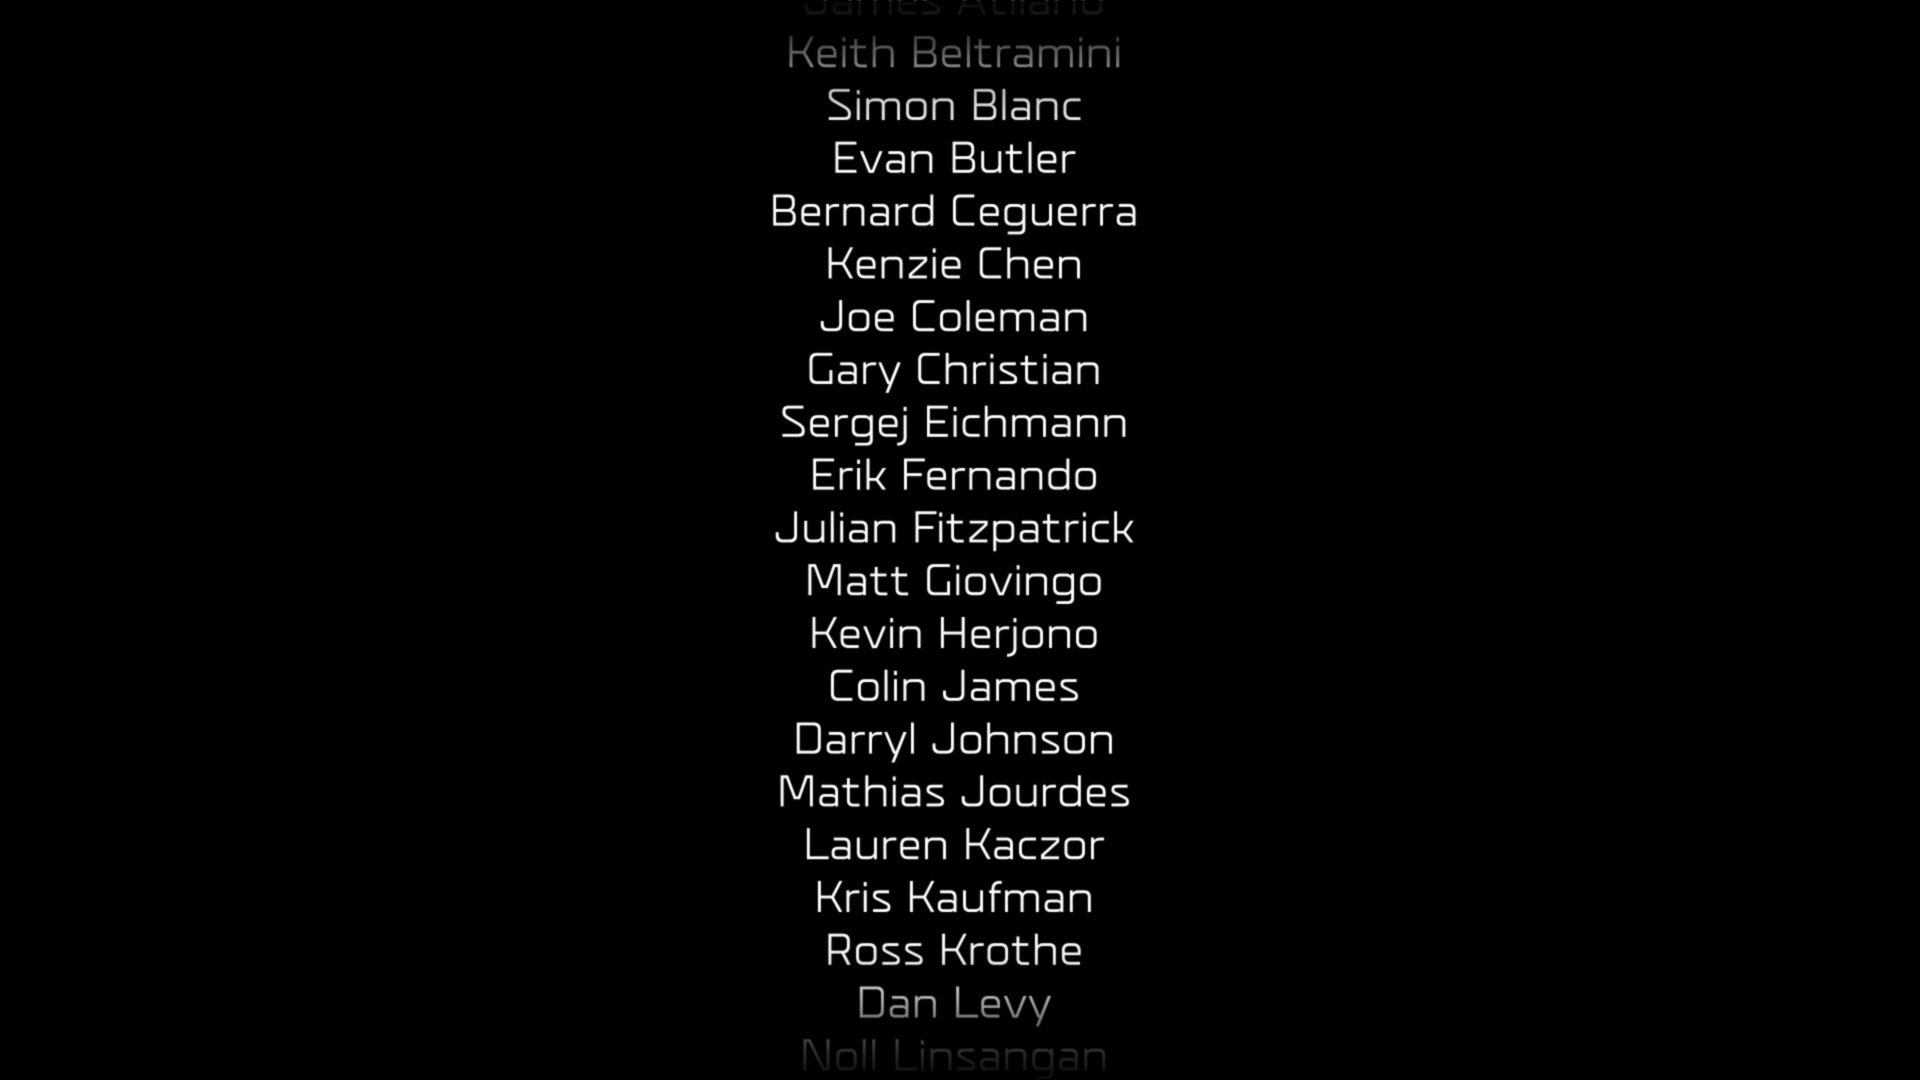 James Atilano
Keith Beltramini
Simon Blanc
Evan Butler
Bernard Ceguerra
Kenzie Chen
Joe Coleman
Gary Christian
Sergej Eichmann
Erik Fernando
Julian Fitzpatrick
Matt Giovingo
Kevin Herjono
Colin James
Darryl Johnson
Mathias Jourdes
Lauren Kaczor
Kris Kaufman
Ross Krothe
Dan Levy
Noll Linsangan